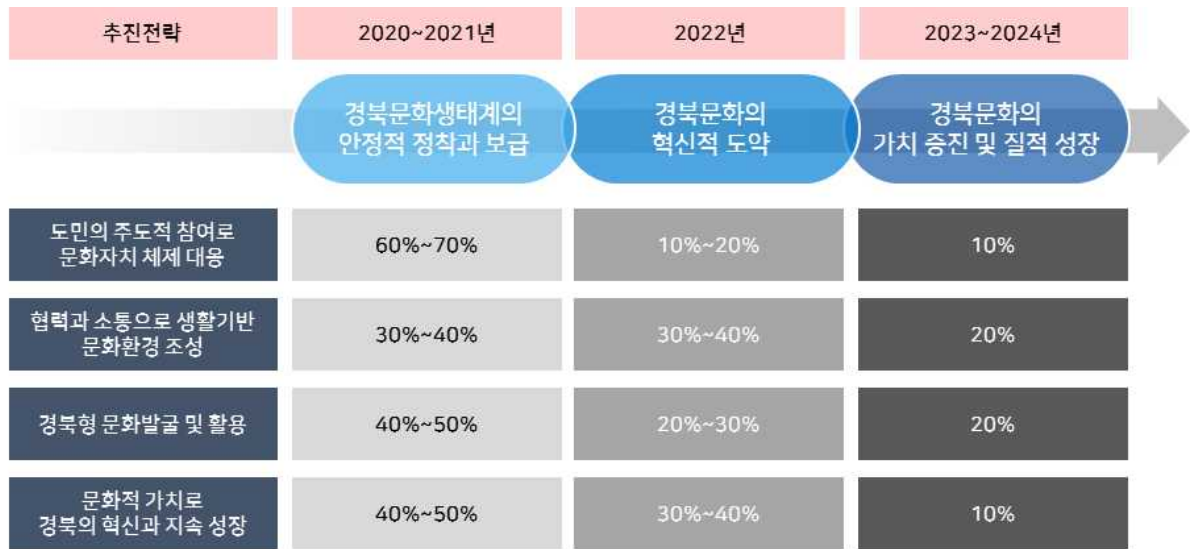 추진전략 2020~2021년 2022년 2023~2024년
경북문화생태계의 경북문화의 경북문화의
안정적 정착과 보급 혁신적 도약 가치 증진 및 질적 성장
도민의 주도적 참여로
문화자치 체제 대응
60%~70% 10%~20% 10%
협력과 소통으로 생활기반
문화환경 조성
30%~40% 30%~40% 20%
경북형 문화발굴 및 활용 40%~50% 20%~30% 20%
문화적 가치로
경북의 혁신과 지속 성장
40%~50% 30%~40% 10%